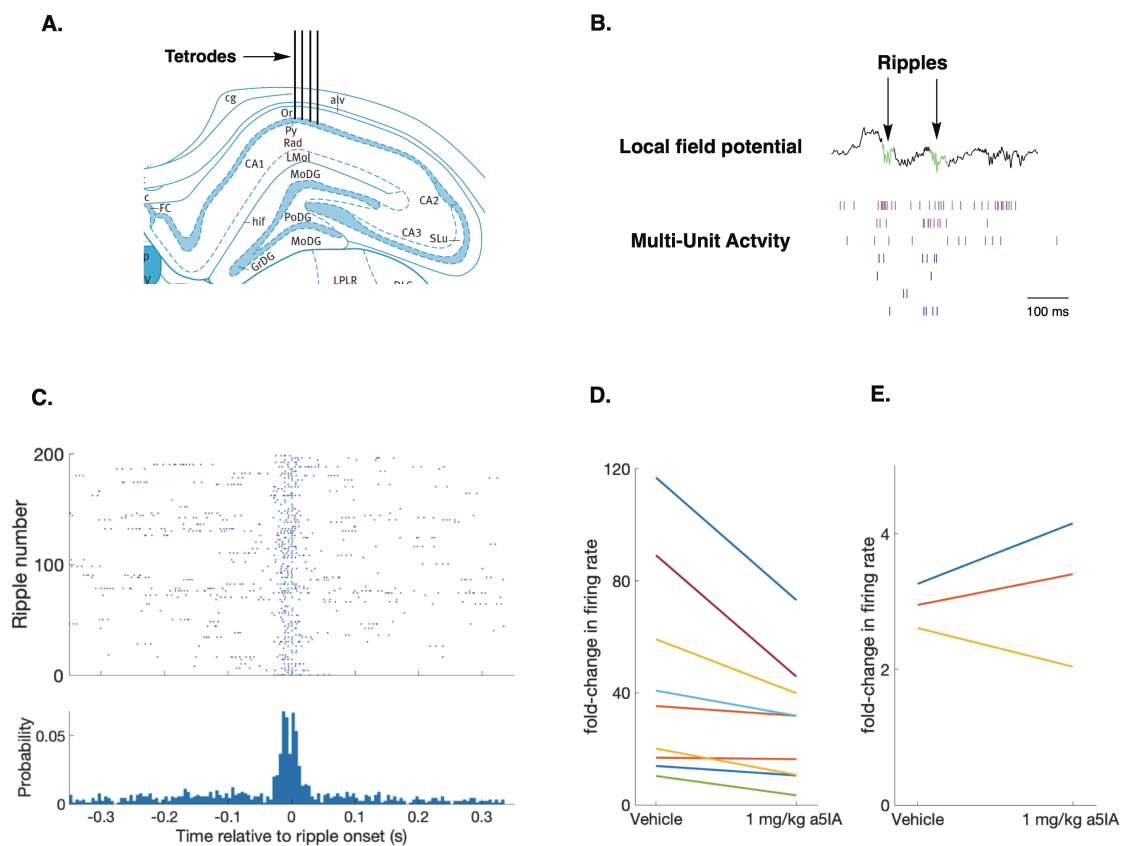 A.
Tetrodes
cg
alv
Or
Py
Rad
LMol
CA1
MoDG
c
FC
CA2
hif
PoDG
CA3
SLu
MoDG
GrDG
p
V
LPLR
B.
Ripples
Local field potential
Multi-Unit Actvity
100 ms
C.
Ripple number
200
100
0
Probability
0.05
0
-0.3
-0.2
-0.1
0
0.1
0.2
0.3
Time relative to ripple onset (s)
D.
fold-change in firing rate
120
80
40
0
Vehicle
1 mg/kg a5IA
E.
fold-change in firing rate
4
2
0
Vehicle
1 mg/kg a5IA